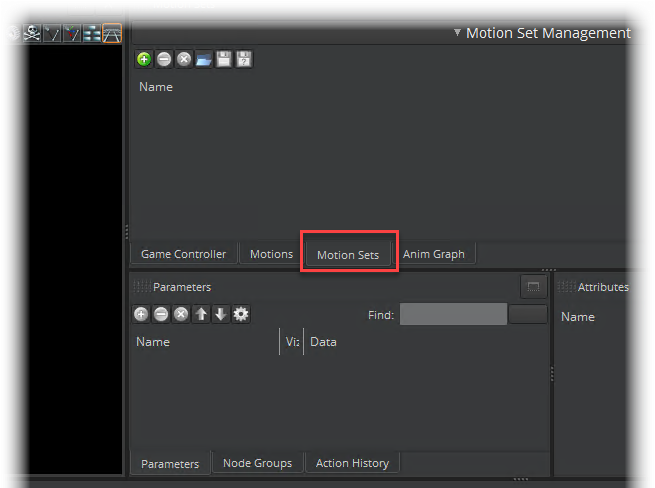 Motion Set Management
Name
Game Controller Motions Motion Sets Anim Graph
Parameters Attributes
Find: Name
Name Viz Data
Parameters Node Groups Action History